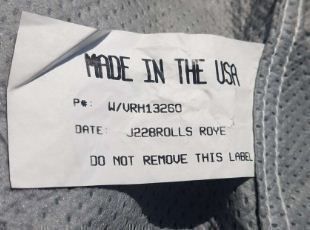 MADE IN THE USA
P#: W/VRH13260
DATE: J228ROLLS ROYE
DO NOT REMOVE THIS LABEL